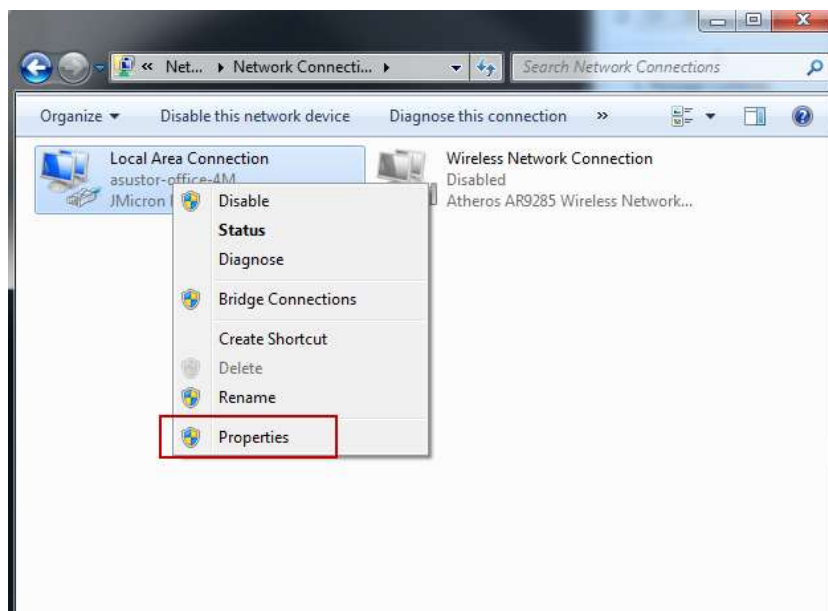 « Net... Network Connecti...
Search Network Connections
Organize Disable this network device Diagnose this connection »
Local Area Connection
asustor-office-4M
JMicron
Wireless Network Connection
Disabled
Atheros AR9285 Wireless Network...
Disable
Status
Diagnose
Bridge Connections
Create Shortcut
Delete
Rename
Properties